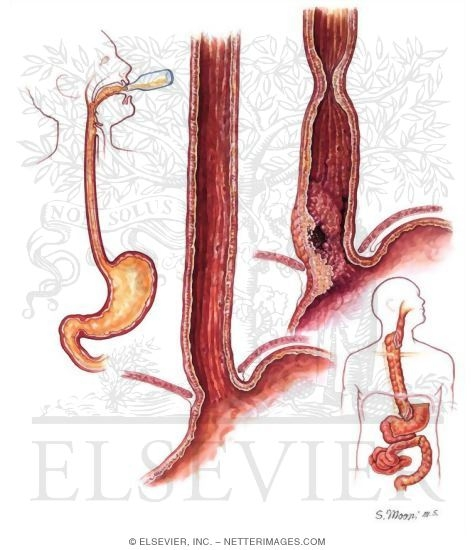 NON SOLUS
ELSEVIER
S. Moon M.S.
© ELSEVIER, INC. – NETTERIMAGES.COM